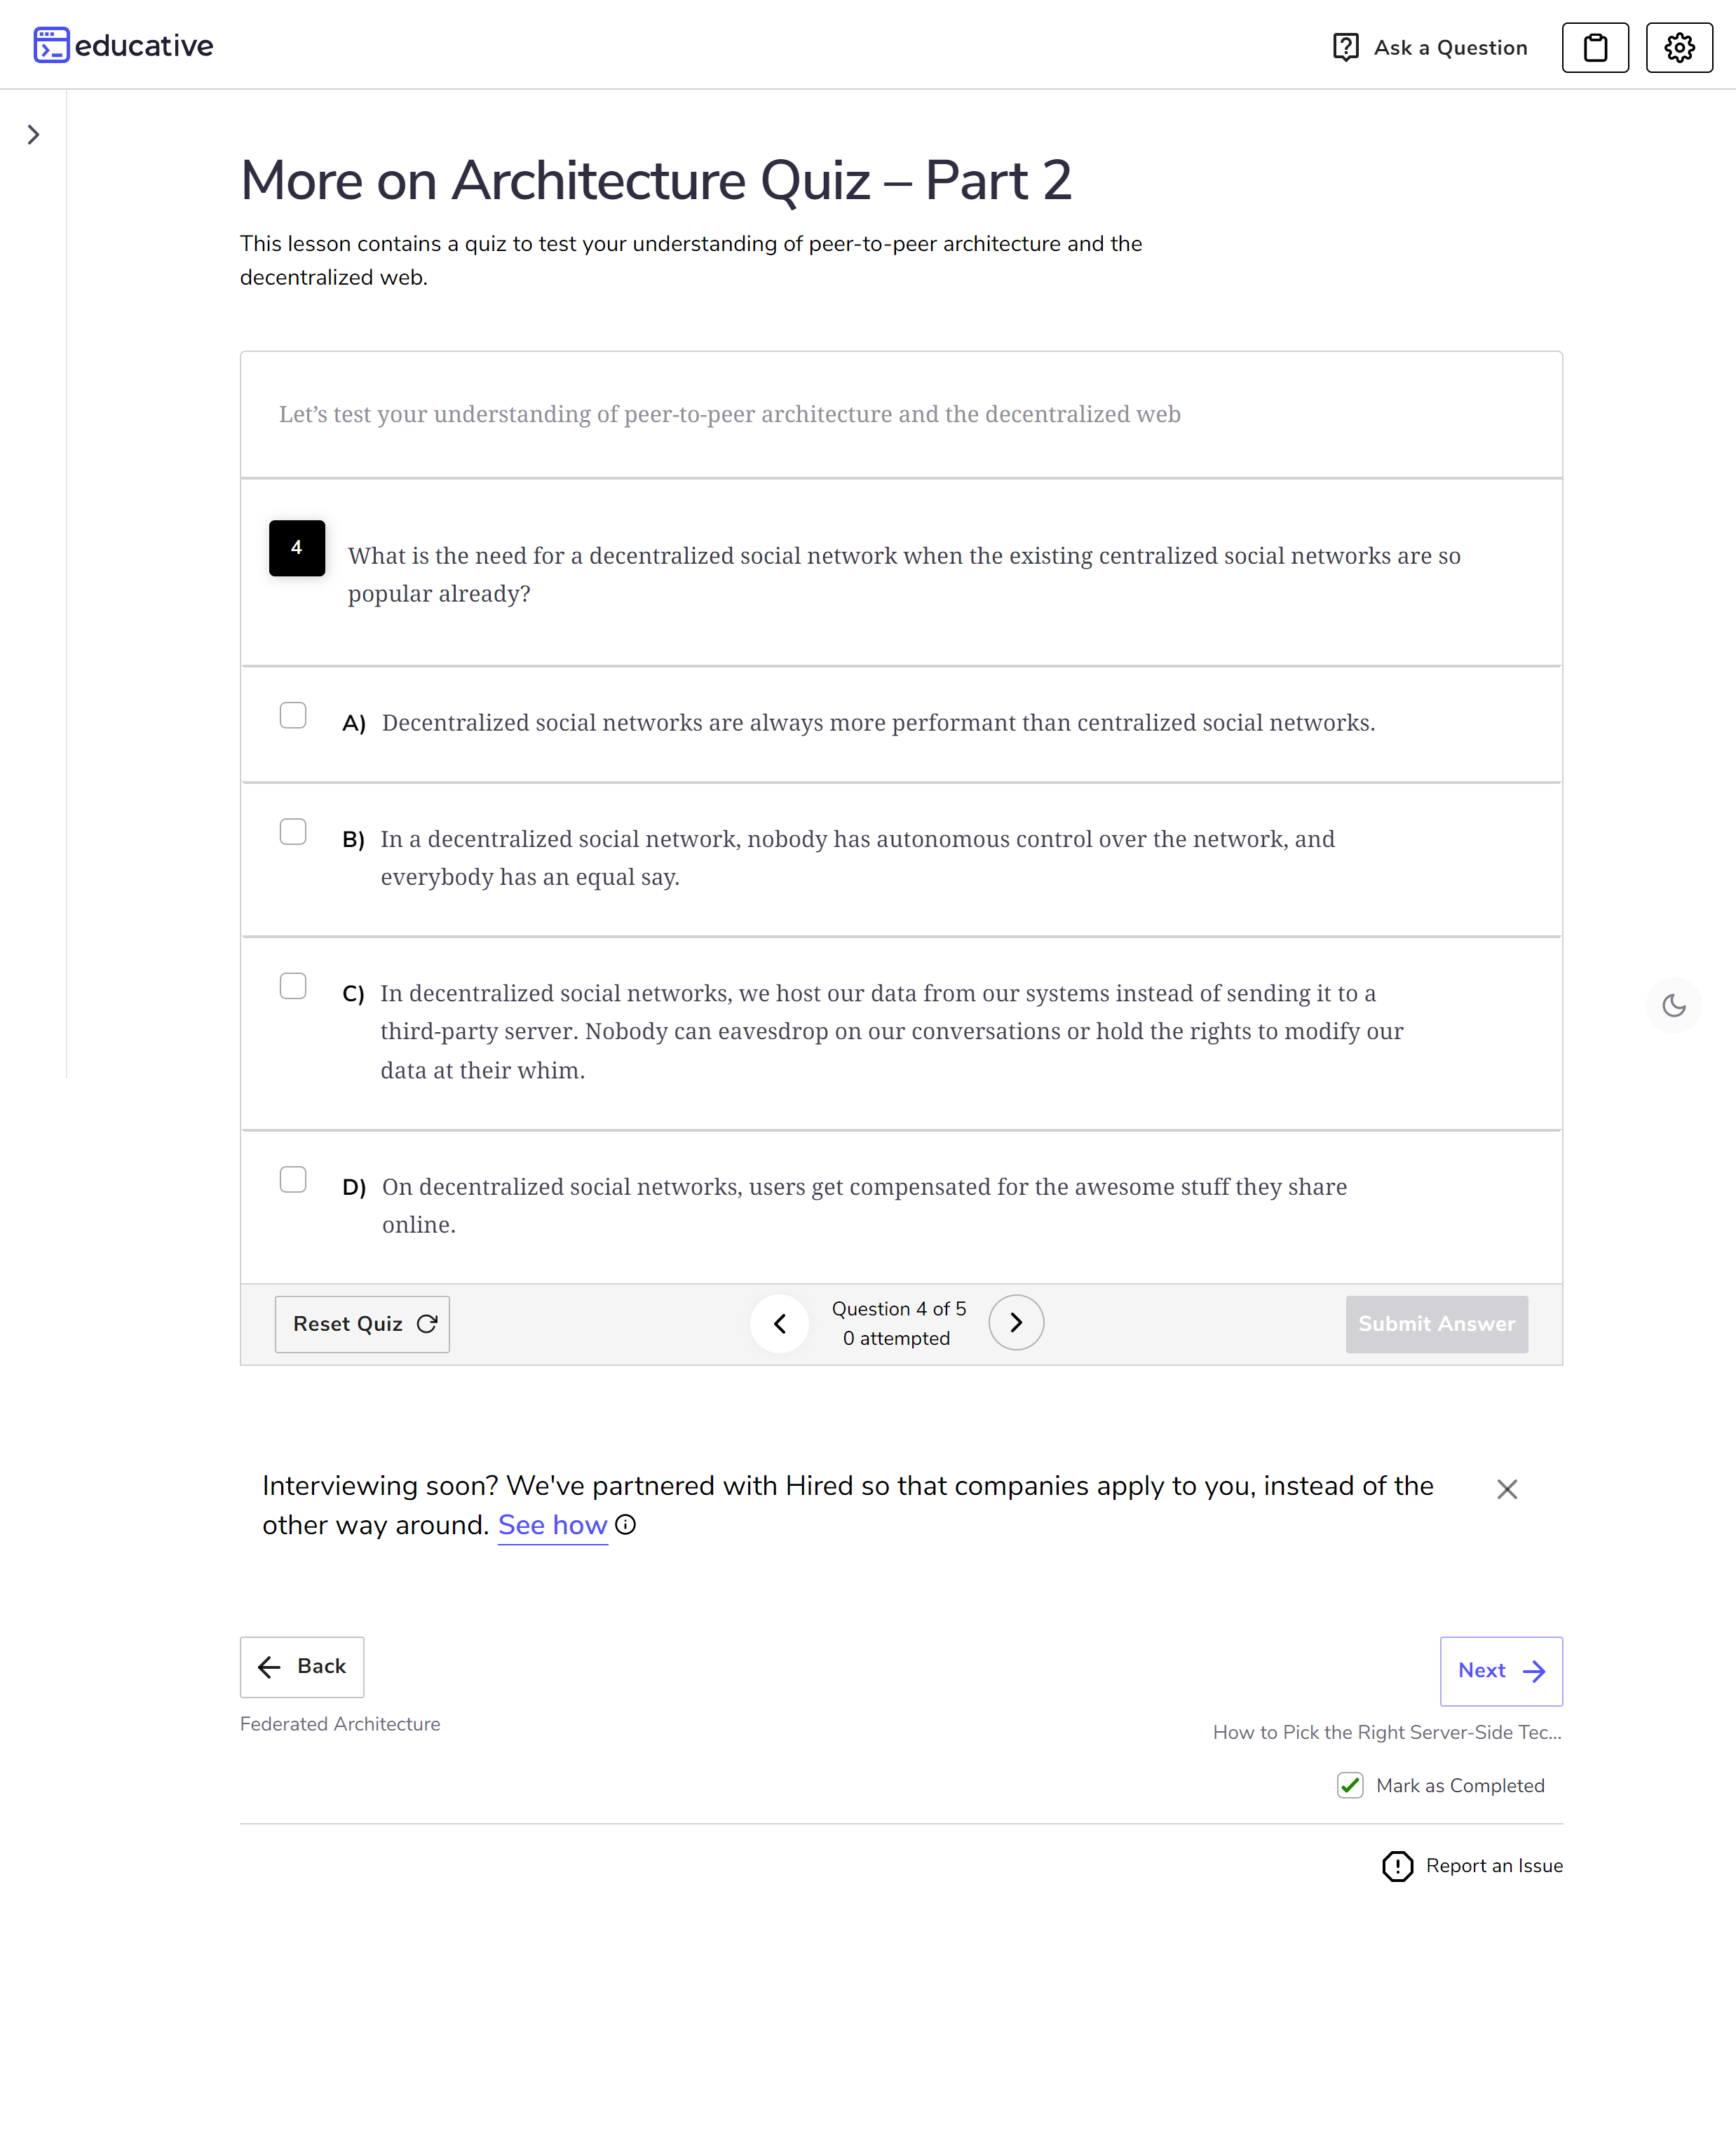 educative
Ask a Question
More on Architecture Quiz – Part 2
This lesson contains a quiz to test your understanding of peer-to-peer architecture and the
decentralized web.
Let’s test your understanding of peer-to-peer architecture and the decentralized web
4
What is the need for a decentralized social network when the existing centralized social networks are so
popular already?
A) Decentralized social networks are always more performant than centralized social networks.
B) In a decentralized social network, nobody has autonomous control over the network, and
everybody has an equal say.
C) In decentralized social networks, we host our data from our systems instead of sending it to a
third-party server. Nobody can eavesdrop on our conversations or hold the rights to modify our
data at their whim.
D) On decentralized social networks, users get compensated for the awesome stuff they share
online.
Reset Quiz
Question 4 of 5
0 attempted
Submit Answer
Interviewing soon? We've partnered with Hired so that companies apply to you, instead of the
other way around. See how
Back
Next
Federated Architecture
How to Pick the Right Server-Side Tec...
Mark as Completed
Report an Issue